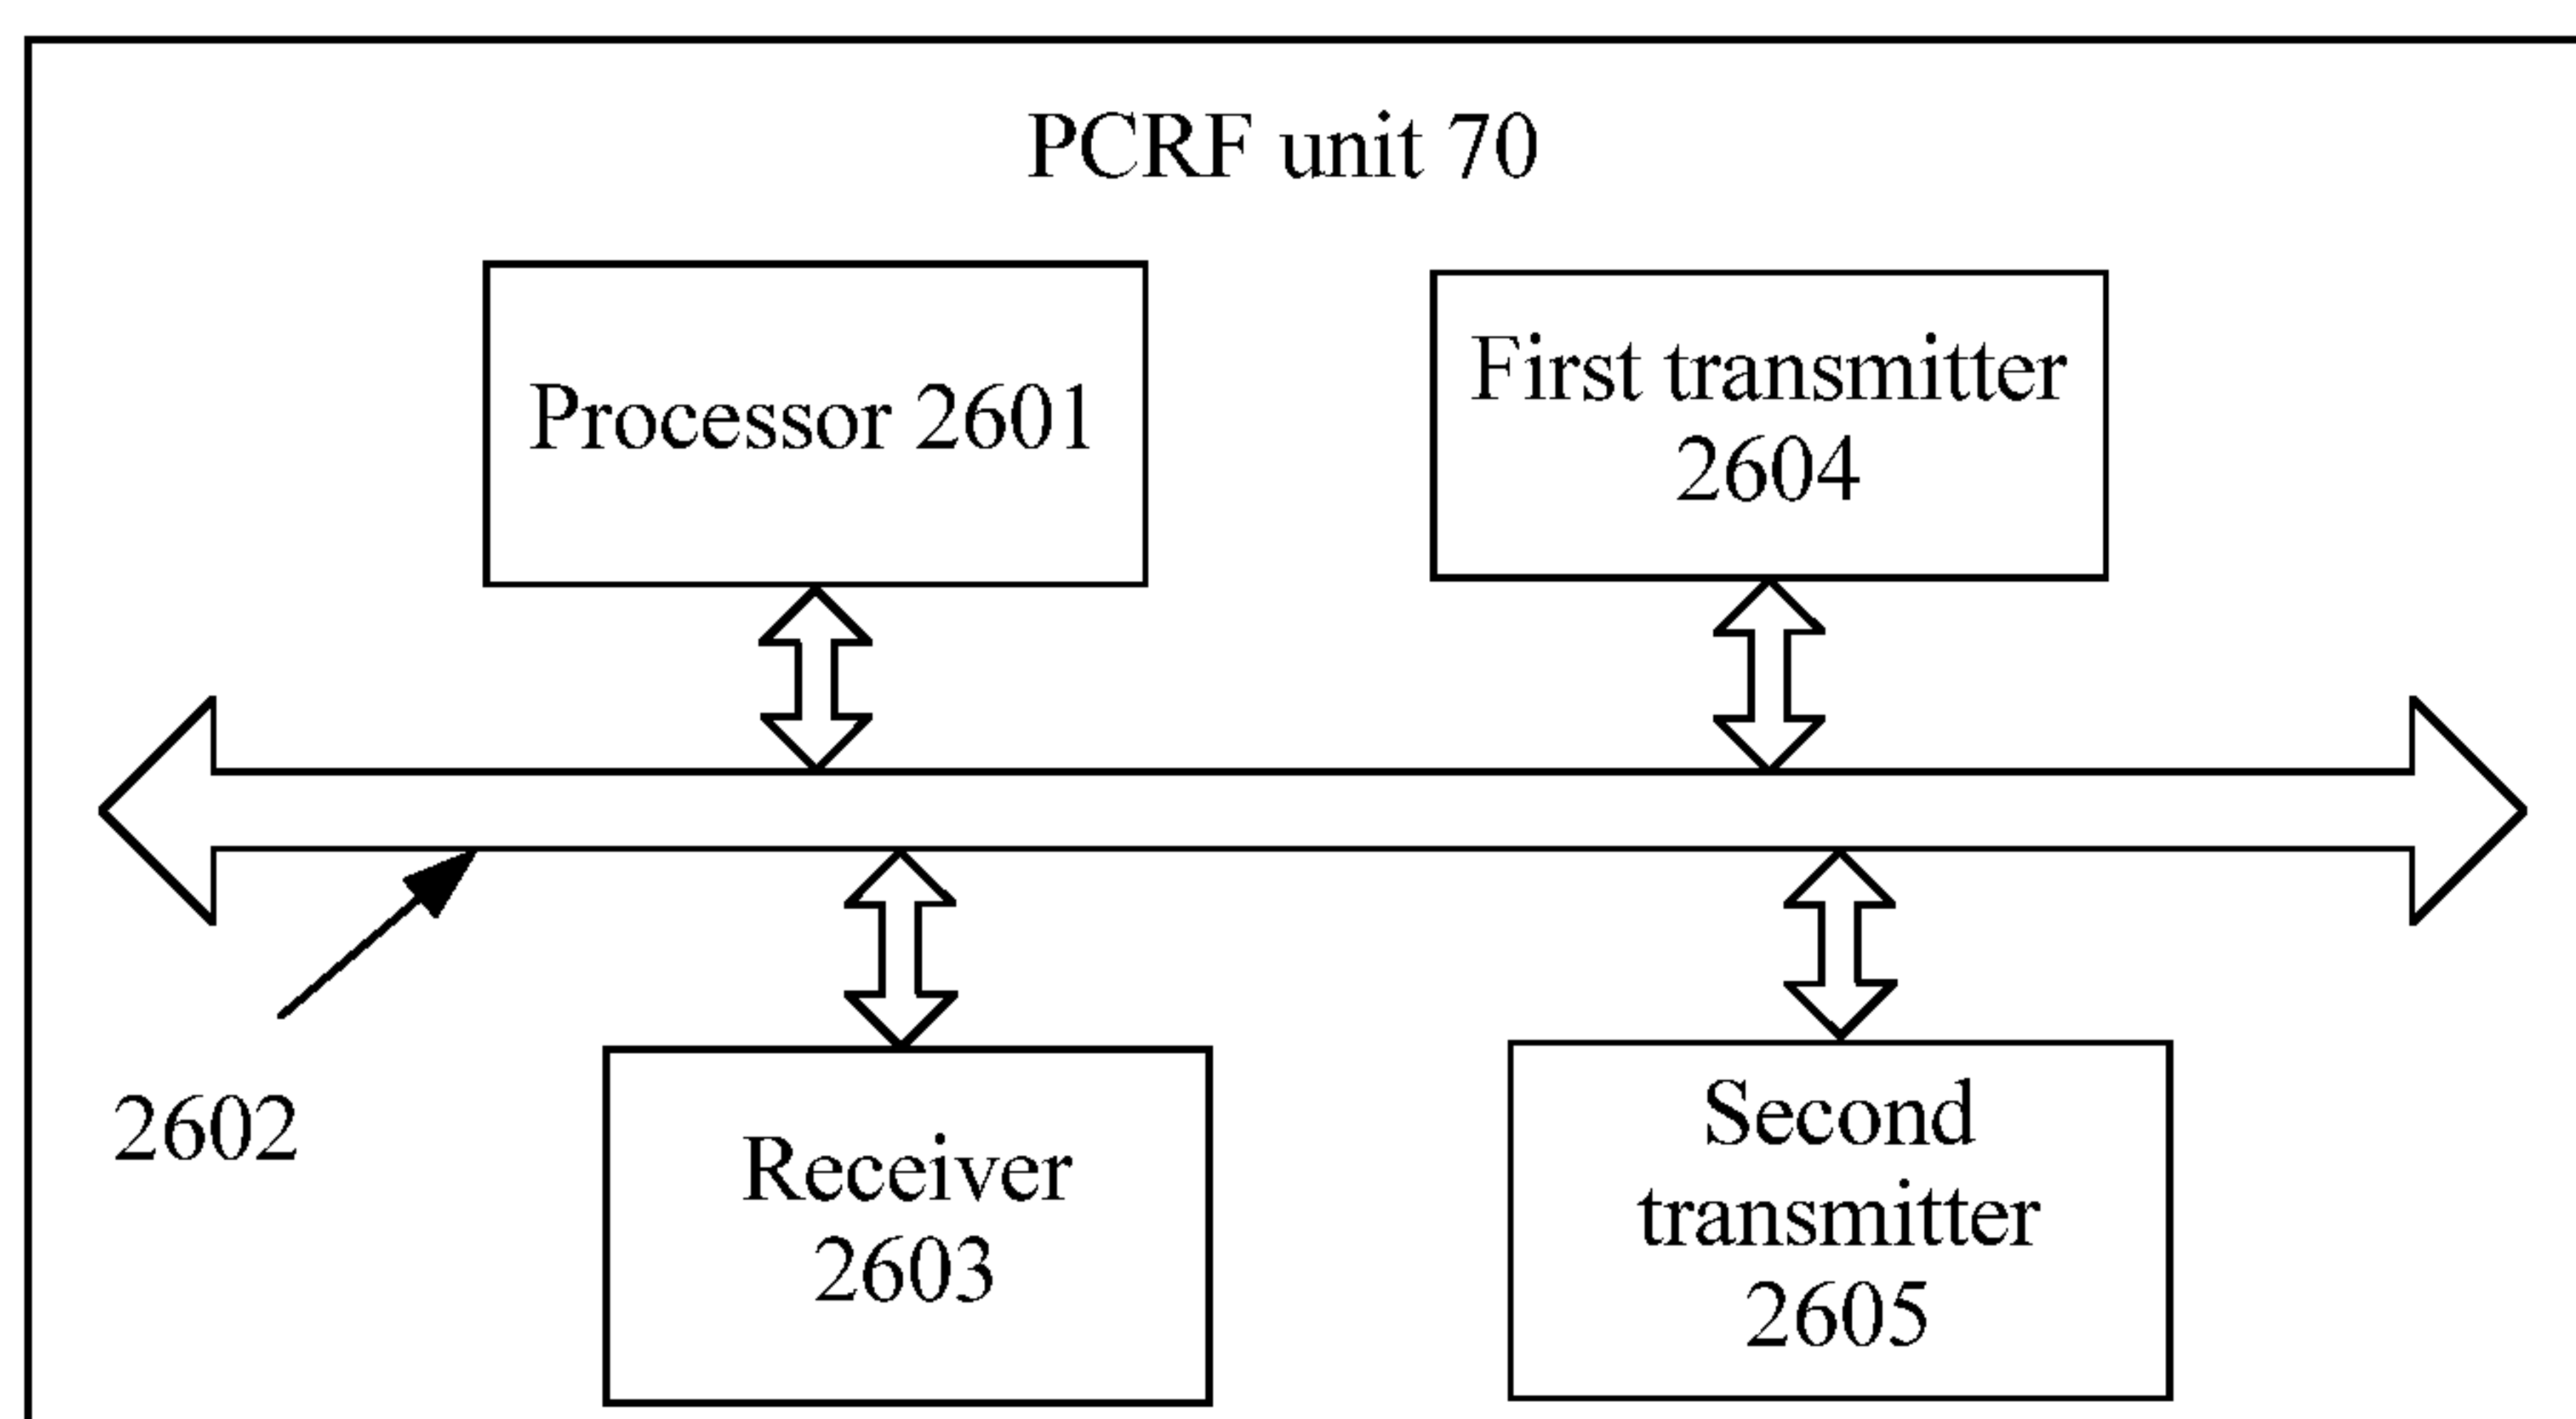 PCRF unit 70
Processor 2601
First transmitter
2604
2602
Receiver
2603
Second
transmitter
2605